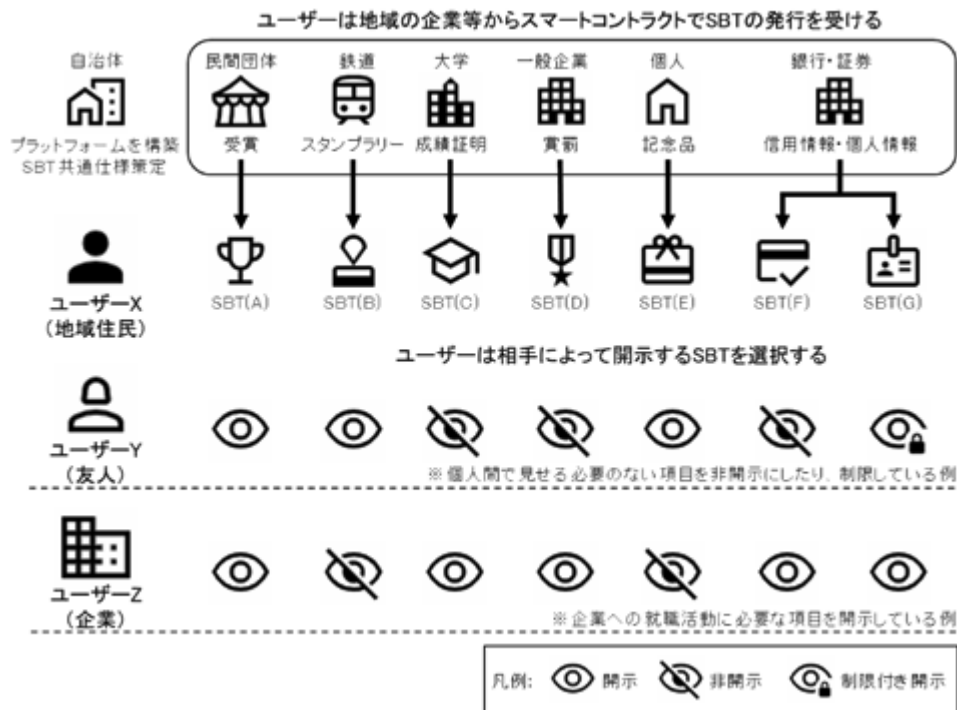 ユーザーは地域の企業等からスマートコントラクトでSBTの発行を受ける
自治体
民間団体
鉄道
大学
一般企業
個人
銀行・証券
プラットフォームを構築
SBT共通仕様策定
受賞
スタンプラリー
成績証明
賞罰
記念品
信用情報・個人情報
ユーザーX
(地域住民)
SBT(A)
SBT(B)
SBT(C)
SBT(D)
SBT(E)
SBT(F)
SBT(G)
ユーザーは相手によって開示するSBTを選択する
ユーザーY
(友人)
※個人間で見せる必要のない項目を非開示にしたり、制限している例
ユーザーZ
(企業)
※企業への就職活動に必要な項目を開示している例
凡例: 開示 非開示 制限付き開示